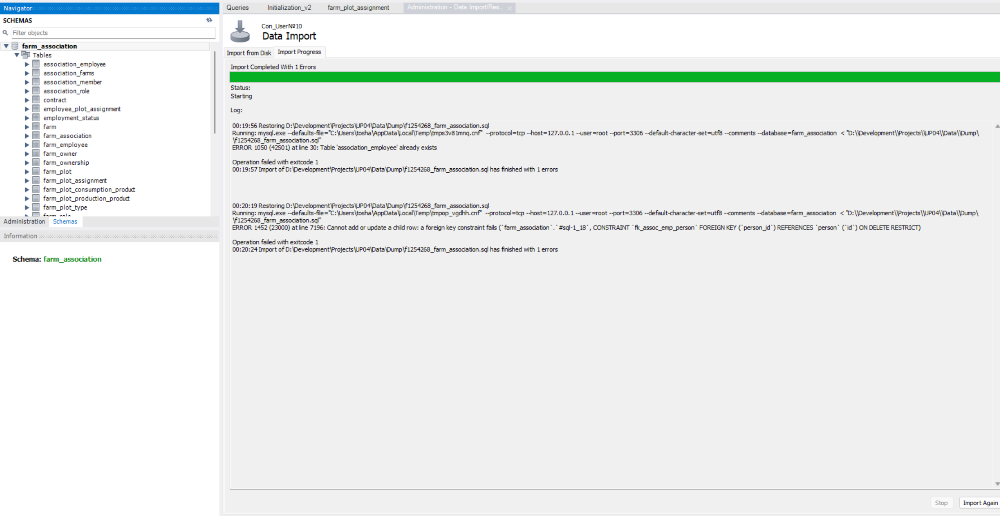 Navigator
SCHEMAS
Filter objects
farm_association
Tables
association_employee
association_farms
association_member
association_role
contract
employee_plot_assignment
employment_status
farm
farm_association
farm_employee
farm_owner
farm_ownership
farm_plot
farm_plot_assignment
farm_plot_consumption_product
farm_plot_production_product
farm_plot_type
Administration Schemas
Information
Schema: farm_association
Queries Initialization_v2 farm_plot_assignment Administration - Data Import/Res...
Con_User№10
Data Import
Import from Disk Import Progress
Import Completed With 1 Errors
Status:
Starting
Log:
00:19:56 Restoring D:\Development\Projects\UP04\Data\Dump\f1254268_farm_association.sql
Running: mysql.exe --defaults-file="C:\Users\tosha\AppData\Local\Temp\tmps3v81mnq.cnf"  --protocol=tcp --host=127.0.0.1 --user=root --port=3306 --default-character-set=utf8 --comments --database=farm_association  < "D:\\Development\\Projects\\UP04\\Data\\Dump\
\f1254268_farm_association.sql"
ERROR 1050 (42S01) at line 30: Table 'association_employee' already exists
Operation failed with exitcode 1
00:19:57 Import of D:\Development\Projects\UP04\Data\Dump\f1254268_farm_association.sql has finished with 1 errors
00:20:19 Restoring D:\Development\Projects\UP04\Data\Dump\f1254268_farm_association.sql
Running: mysql.exe --defaults-file="C:\Users\tosha\AppData\Local\Temp\tmpop_vgdhh.cnf"  --protocol=tcp --host=127.0.0.1 --user=root --port=3306 --default-character-set=utf8 --comments --database=farm_association  < "D:\\Development\\Projects\\UP04\\Data\\Dump\
\f1254268_farm_association.sql"
ERROR 1452 (23000) at line 7196: Cannot add or update a child row: a foreign key constraint fails (`farm_association`.`#sql-1_18`, CONSTRAINT `fk_assoc_emp_person` FOREIGN KEY (`person_id`) REFERENCES `person` (`id`) ON DELETE RESTRICT)
Operation failed with exitcode 1
00:20:24 Import of D:\Development\Projects\UP04\Data\Dump\f1254268_farm_association.sql has finished with 1 errors
Stop Import Again